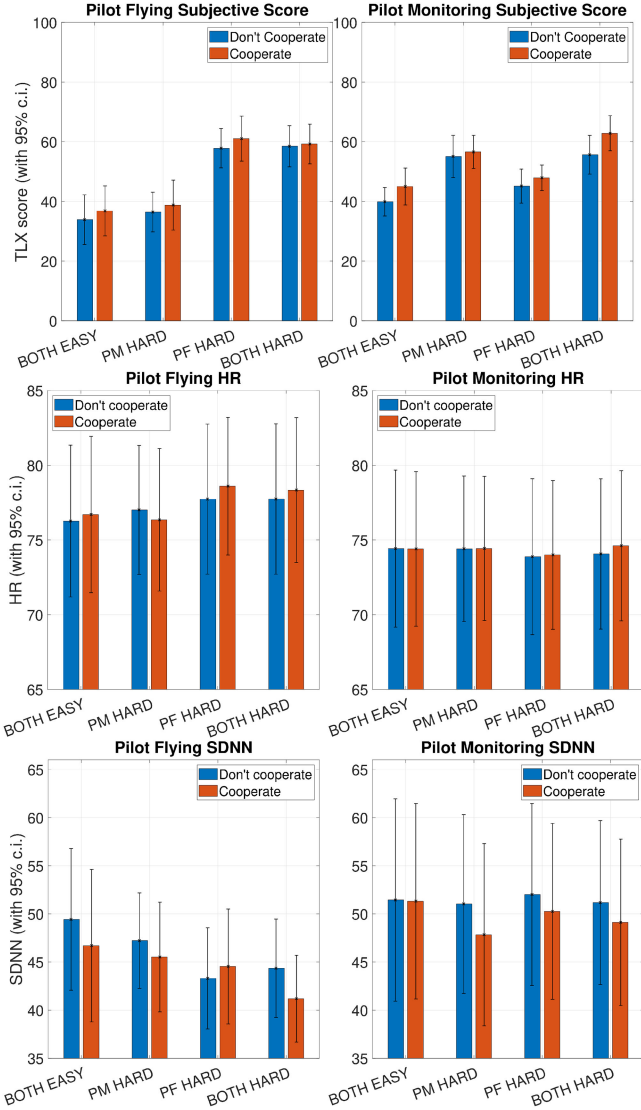 Pilot Flying Subjective Score
Pilot Monitoring Subjective Score
TLX score (with 95% c.i.)
100
80
60
40
20
0
Don't Cooperate
Cooperate
BOTH EASY
PM HARD
PF HARD
BOTH HARD
100
80
60
40
20
0
Don't Cooperate
Cooperate
BOTH EASY
PM HARD
PF HARD
BOTH HARD
Pilot Flying HR
Pilot Monitoring HR
HR (with 95% c.i.)
85
80
75
70
65
Don't cooperate
Cooperate
BOTH EASY
PM HARD
PF HARD
BOTH HARD
85
80
75
70
65
Don't cooperate
Cooperate
BOTH EASY
PM HARD
PF HARD
BOTH HARD
Pilot Flying SDNN
Pilot Monitoring SDNN
SDNN (with 95% c.i.)
65
60
55
50
45
40
35
Don't cooperate
Cooperate
BOTH EASY
PM HARD
PF HARD
BOTH HARD
65
60
55
50
45
40
35
Don't cooperate
Cooperate
BOTH EASY
PM HARD
PF HARD
BOTH HARD